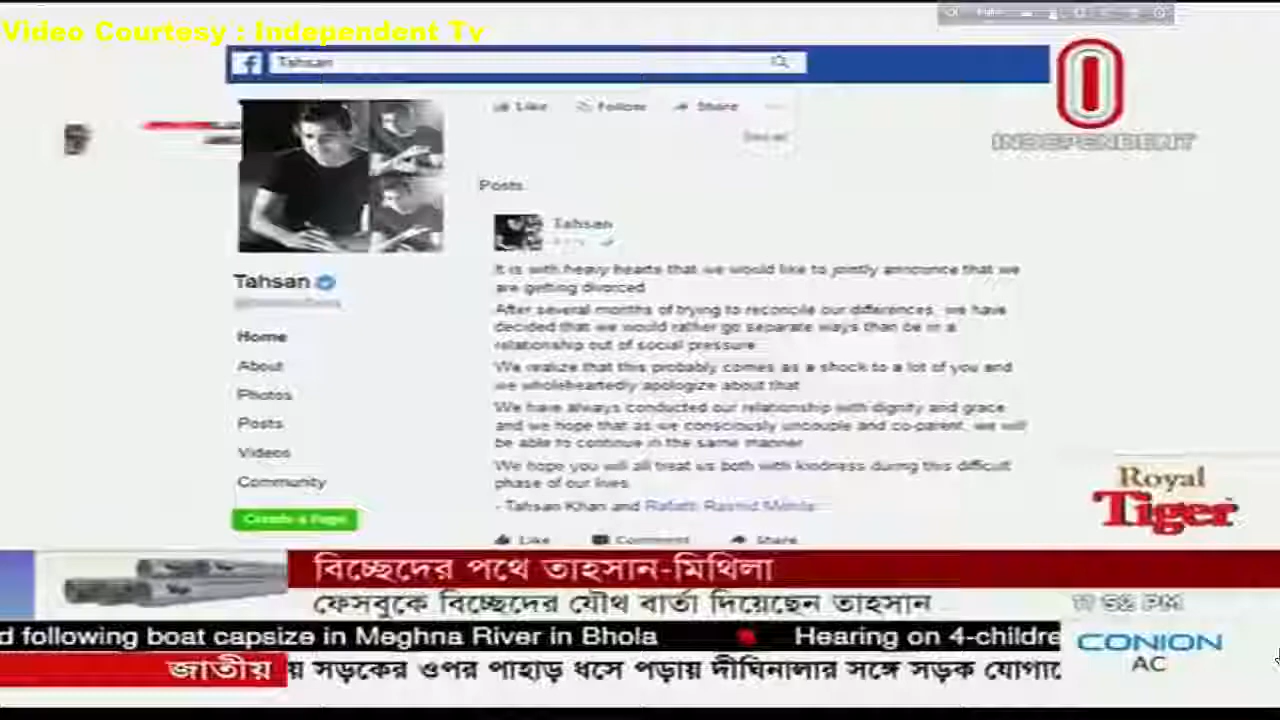 Video Courtesy : Independent Tv
Tahsan
INDEPENDENT
Like Follow Share
Posts
Tahsan
It is with heavy hearts that we would like to jointly announce that we
are getting divorced
After several months of trying to reconcile our differences, we have
decided that we would rather go separate ways than be in a
relationship out of social pressure
We realize that this probably comes as a shock to a lot of you and
we wholeheartedly apologize about that
We have always conducted our relationship with dignity and grace
and we hope that as we consciously uncouple and co-parent, we will
be able to continue in the same manner
We hope you will all treat us both with kindness during this difficult
phase of our lives
- Tahsan Khan and Rafiath Rashid Mithila
Like Comment Share
Tahsan
Home
About
Photos
Posts
Videos
Community
Create a Page
Royal
Tiger
বিচ্ছেদের পথে তাহসান-মিথিলা
ফেসবুকে বিচ্ছেদের যৌথ বার্তা দিয়েছেন তাহসান
d following boat capsize in Meghna River in Bhola Hearing on 4-childre
CONION
AC
জাতীয় য় সড়কের ওপর পাহাড় ধসে পড়ায় দীঘিনালার সঙ্গে সড়ক যোগাযে